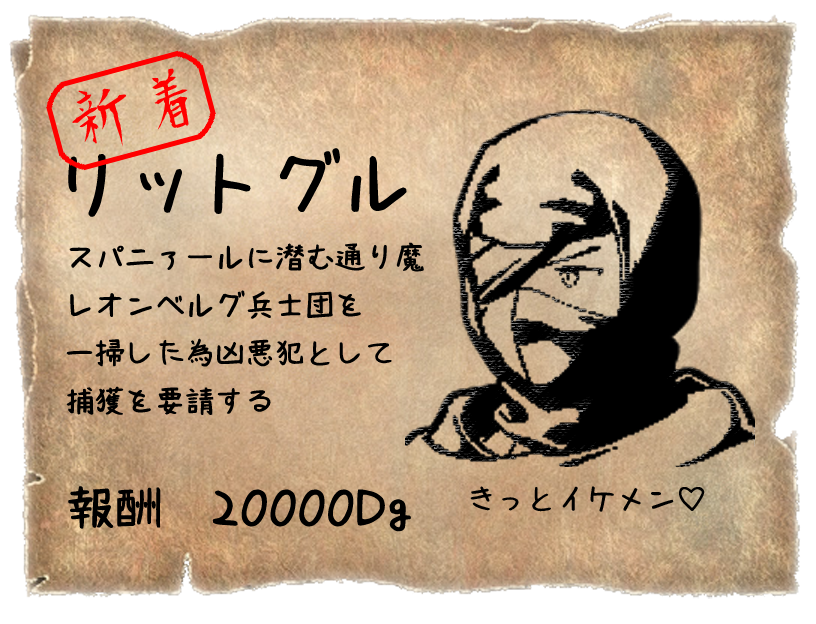 新着
リットグル
スパニァールに潜む通り魔
レオンベルグ兵士団を
一掃した為凶悪犯として
捕獲を要請する
報酬　20000Dg
きっとイケメン♡